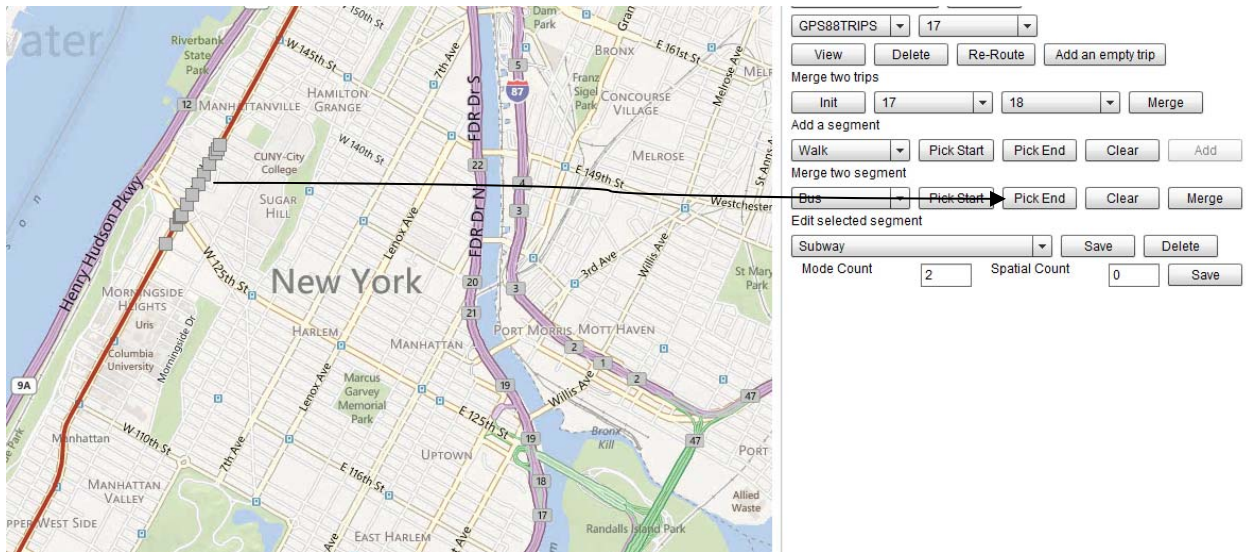 GPS88TRIPS 17
View Delete Re-Route Add an empty trip
Merge two trips
Init 17 18 Merge
Add a segment
Walk Pick Start Pick End Clear Add
Merge two segment
Bus Pick Start Pick End Clear Merge
Edit selected segment
Subway Save Delete
Mode Count 2 Spatial Count 0 Save
ater
Riverbank
State
Park
W 150th St
W 145th St
7th Ave
Dam
Park
Gran
BRONX
E 161st St
Melrose Ave
MELR
5
87
Franz
Sigel
Park
CONCOURSE
VILLAGE
12
MANHATTANVILLE
HAMILTON
GRANGE
FDR Dr S
W 140th St
CUNY-City
College
22
E 149th St
MELROSE
St Anns A
4
3
Westchester
SUGAR
HILL
Henry Hudson Pkwy
Lenox Ave
FDR Dr N
son
W 125th St
New York
20
3
3rd Ave
Willis Ave
St Mary
Park
MORNINGSIDE
HEIGHTS
Uris
Morningside Dr
21
HARLEM
MANHATTAN
PORT MORRIS
MOTT HAVEN
2
1
2
Columbia
University
9A
Lenox Ave
Marcus
Garvey
Memorial
Park
19
Willis Ave
47
E 125th St
Manhattan
W 110th St
7th Ave
19
Bronx
Kill
47
PORT
UPTOWN
E 116th St
18
MANHATTAN
VALLEY
Allied
Waste
17
PPER WEST SIDE
Ave
EAST HARLEM
Ave
Randalls Island Park